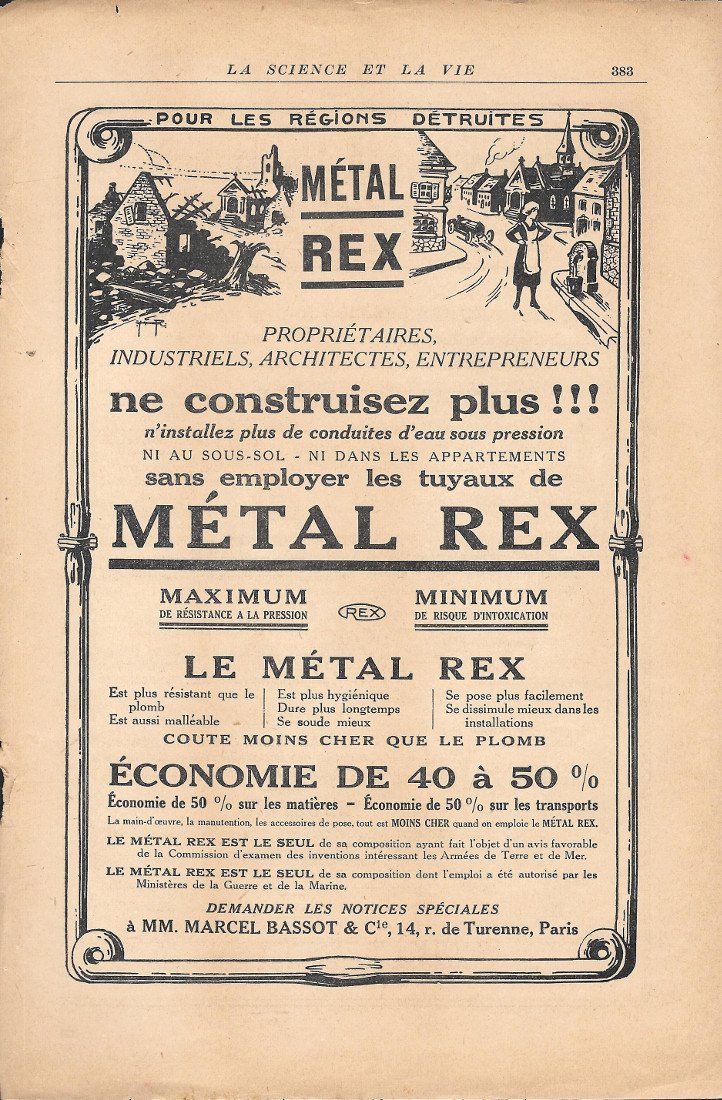 LA SCIENCE ET LA VIE 383
POUR LES RÉGIONS DÉTRUITES
MÉTAL
REX
PROPRIÉTAIRES,
INDUSTRIELS, ARCHITECTES, ENTREPRENEURS
ne construisez plus !!!
n'installez plus de conduites d'eau sous pression
NI AU SOUS-SOL - NI DANS LES APPARTEMENTS
sans employer les tuyaux de
MÉTAL REX
MAXIMUM
DE RÉSISTANCE A LA PRESSION
REX
MINIMUM
DE RISQUE D'INTOXICATION
LE MÉTAL REX
Est plus résistant que le
plomb
Est aussi malléable
Est plus hygiénique
Dure plus longtemps
Se soude mieux
Se pose plus facilement
Se dissimule mieux dans les
installations
COUTE MOINS CHER QUE LE PLOMB
ÉCONOMIE DE 40 à 50 %
Économie de 50 % sur les matières - Économie de 50 % sur les transports
La main-d'œuvre, la manutention, les accessoires de pose, tout est MOINS CHER quand on emploie le MÉTAL REX.
LE MÉTAL REX EST LE SEUL de sa composition ayant fait l'objet d'un avis favorable
de la Commission d'examen des inventions intéressant les Armées de Terre et de Mer.
LE MÉTAL REX EST LE SEUL de sa composition dont l'emploi a été autorisé par les
Ministères de la Guerre et de la Marine.
DEMANDER LES NOTICES SPÉCIALES
à MM. MARCEL BASSOT & Cie, 14, r. de Turenne, Paris